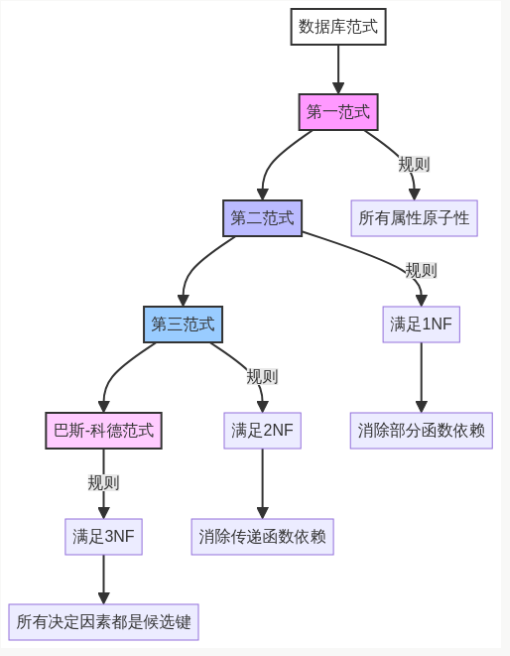 数据库范式
第一范式
规则
第二范式
所有属性原子性
规则
第三范式
满足1NF
规则
巴斯-科德范式
满足2NF
消除部分函数依赖
规则
满足3NF
消除传递函数依赖
所有决定因素都是候选键